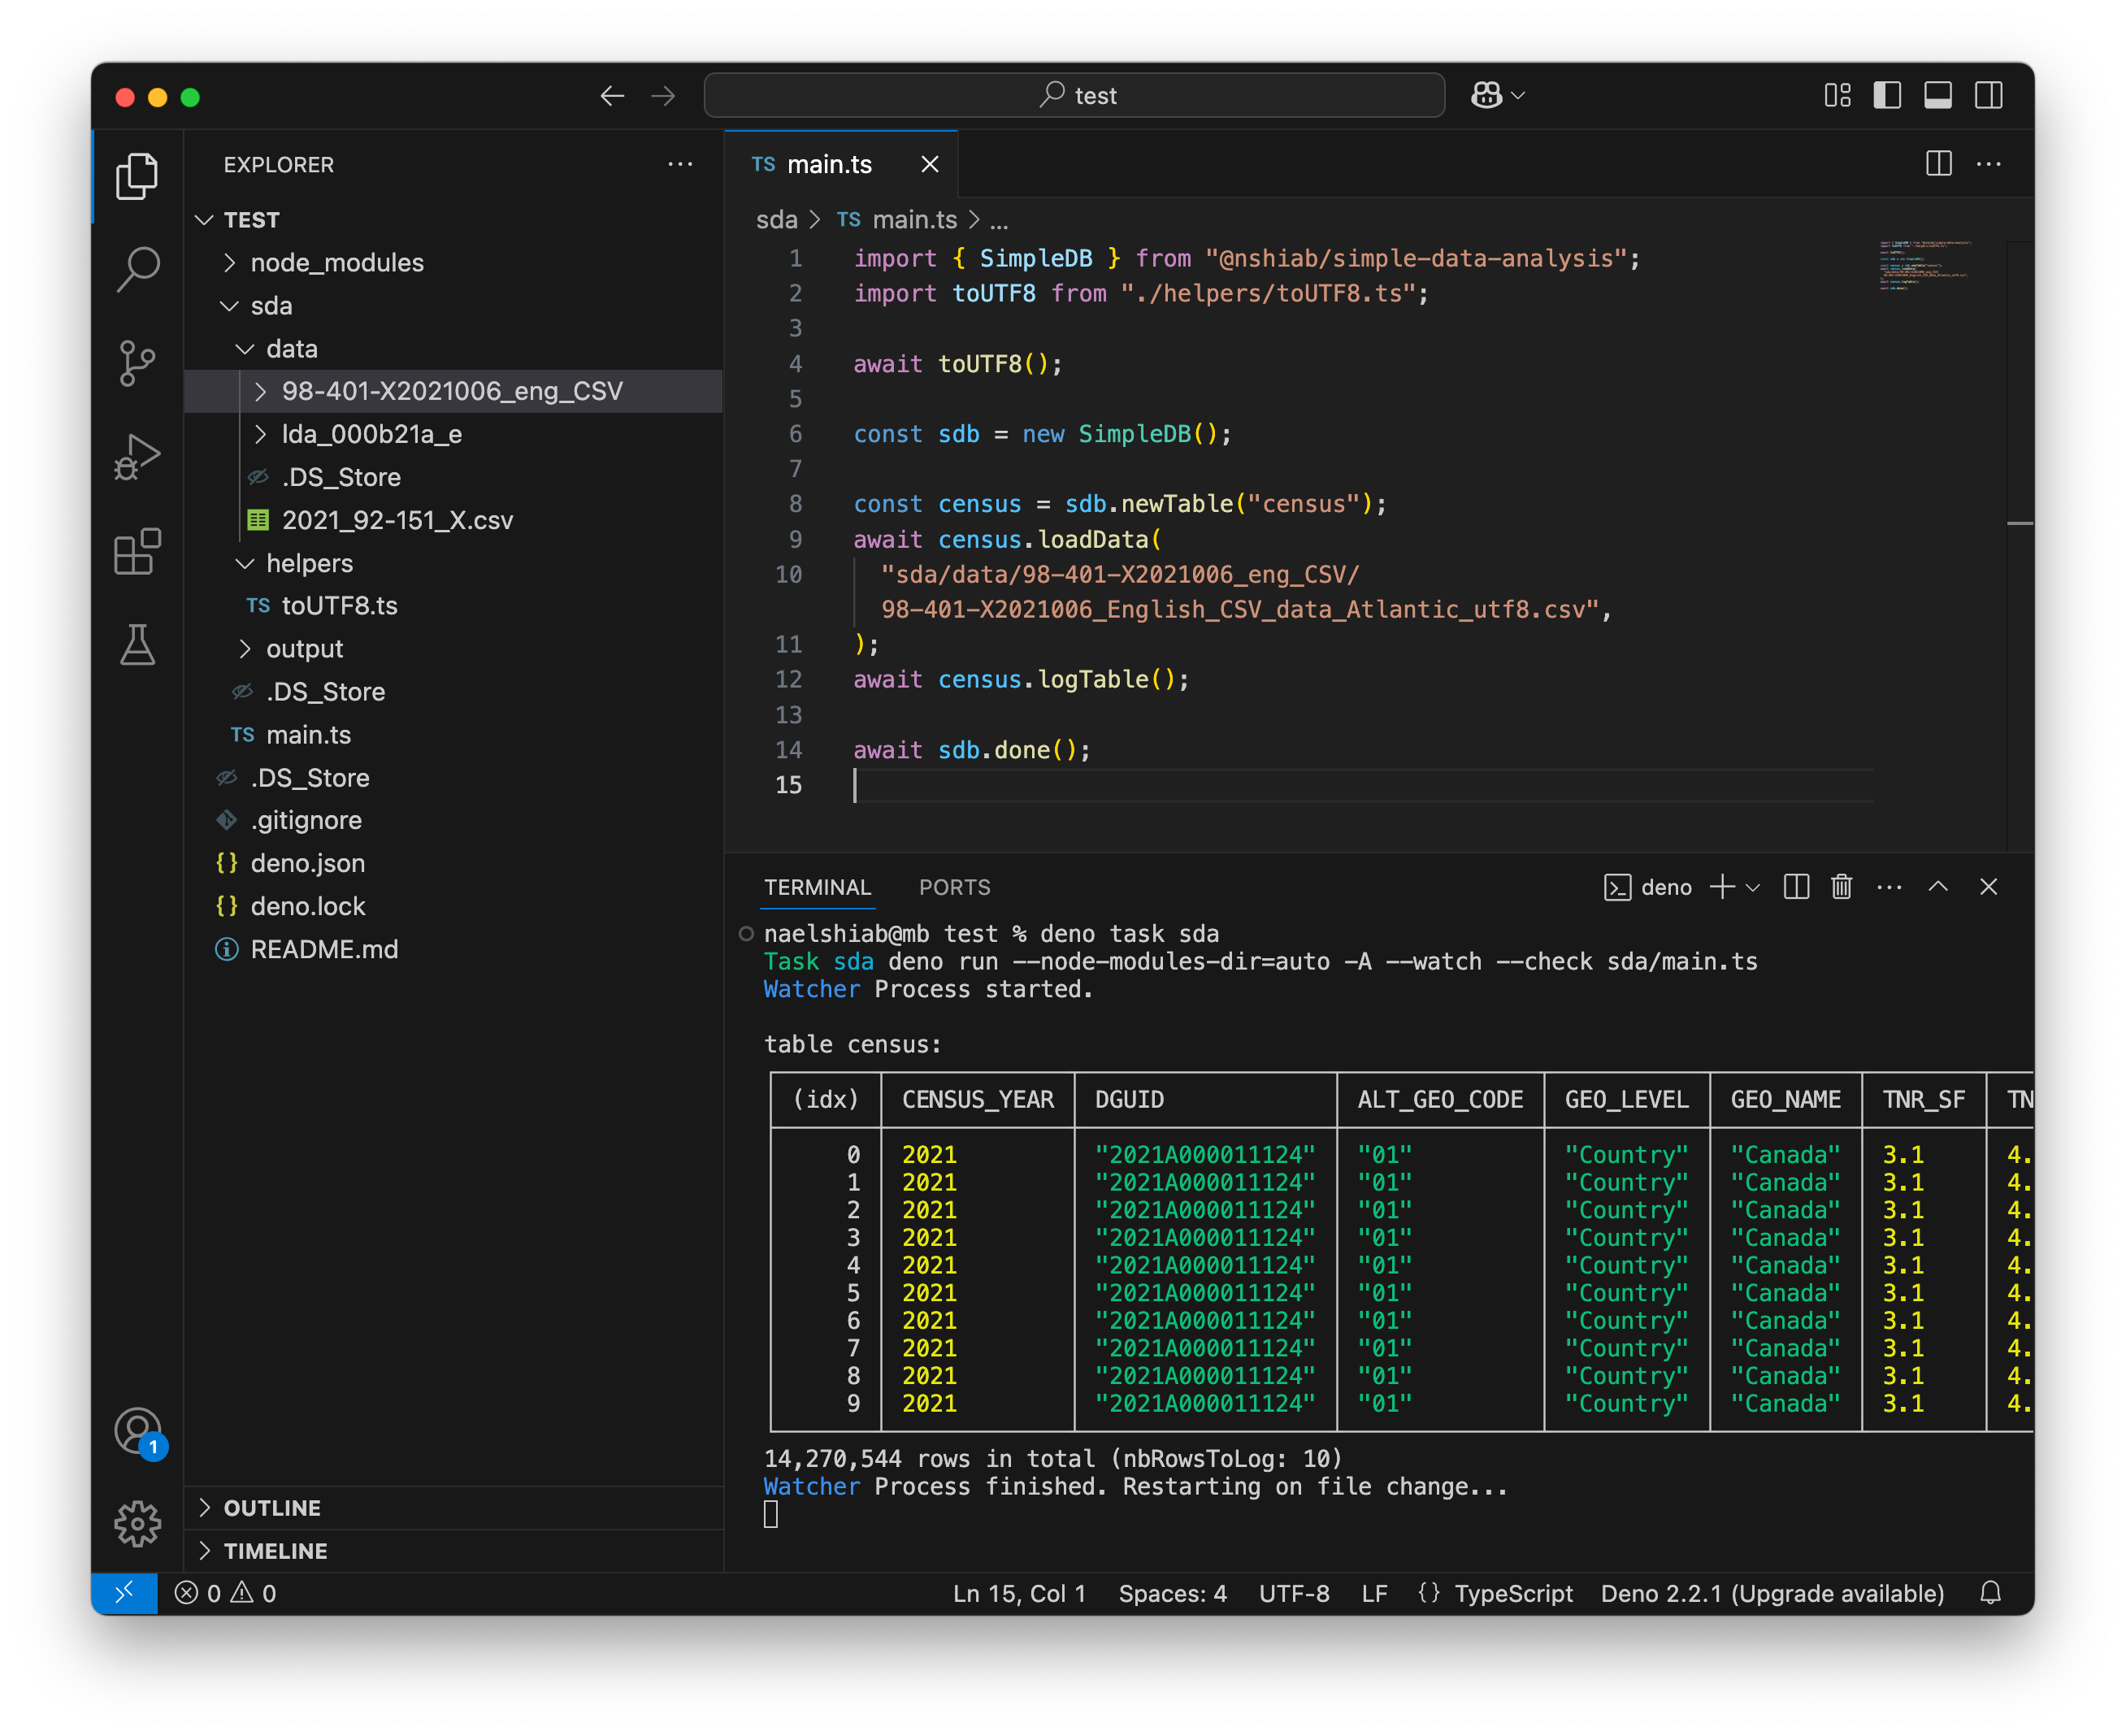 test
EXPLORER
TEST
node_modules
sda
data
98-401-X2021006_eng_CSV
lda_000b21a_e
.DS_Store
2021_92-151_X.csv
helpers
TS toUTF8.ts
output
.DS_Store
TS main.ts
.DS_Store
.gitignore
{} deno.json
{} deno.lock
README.md
OUTLINE
TIMELINE
1
TS main.ts
sda > TS main.ts > ...
1 import { SimpleDB } from "@nshiab/simple-data-analysis";
2 import toUTF8 from "./helpers/toUTF8.ts";
3
4 await toUTF8();
5
6 const sdb = new SimpleDB();
7
8 const census = sdb.newTable("census");
9 await census.loadData(
10 "sda/data/98-401-X2021006_eng_CSV/
98-401-X2021006_English_CSV_data_Atlantic_utf8.csv",
11 );
12 await census.logTable();
13
14 await sdb.done();
15
TERMINAL PORTS deno
naelshiab@mb test % deno task sda
Task sda deno run --node-modules-dir=auto -A --watch --check sda/main.ts
Watcher Process started.
table census:
(idx) CENSUS_YEAR DGUID ALT_GEO_CODE GEO_LEVEL GEO_NAME TNR_SF TN
0 2021 "2021A000011124" "01" "Country" "Canada" 3.1 4.
1 2021 "2021A000011124" "01" "Country" "Canada" 3.1 4.
2 2021 "2021A000011124" "01" "Country" "Canada" 3.1 4.
3 2021 "2021A000011124" "01" "Country" "Canada" 3.1 4.
4 2021 "2021A000011124" "01" "Country" "Canada" 3.1 4.
5 2021 "2021A000011124" "01" "Country" "Canada" 3.1 4.
6 2021 "2021A000011124" "01" "Country" "Canada" 3.1 4.
7 2021 "2021A000011124" "01" "Country" "Canada" 3.1 4.
8 2021 "2021A000011124" "01" "Country" "Canada" 3.1 4.
9 2021 "2021A000011124" "01" "Country" "Canada" 3.1 4.
14,270,544 rows in total (nbRowsToLog: 10)
Watcher Process finished. Restarting on file change...
0 0 Ln 15, Col 1 Spaces: 4 UTF-8 LF {} TypeScript Deno 2.2.1 (Upgrade available)